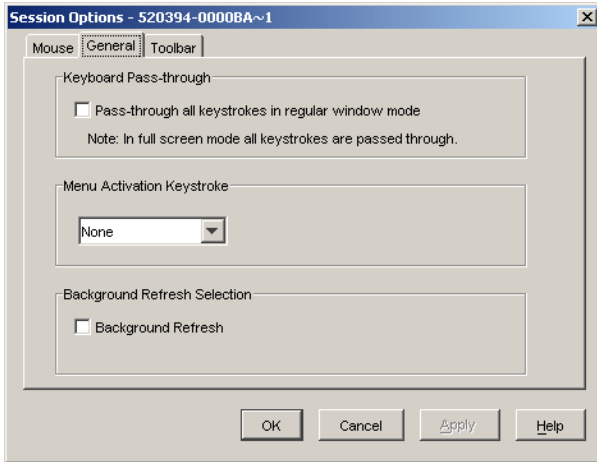 Session Options - 520394-0000BA~1
Mouse General Toolbar
Keyboard Pass-through
Pass-through all keystrokes in regular window mode
Note: In full screen mode all keystrokes are passed through.
Menu Activation Keystroke
None
Background Refresh Selection
Background Refresh
OK Cancel Apply Help